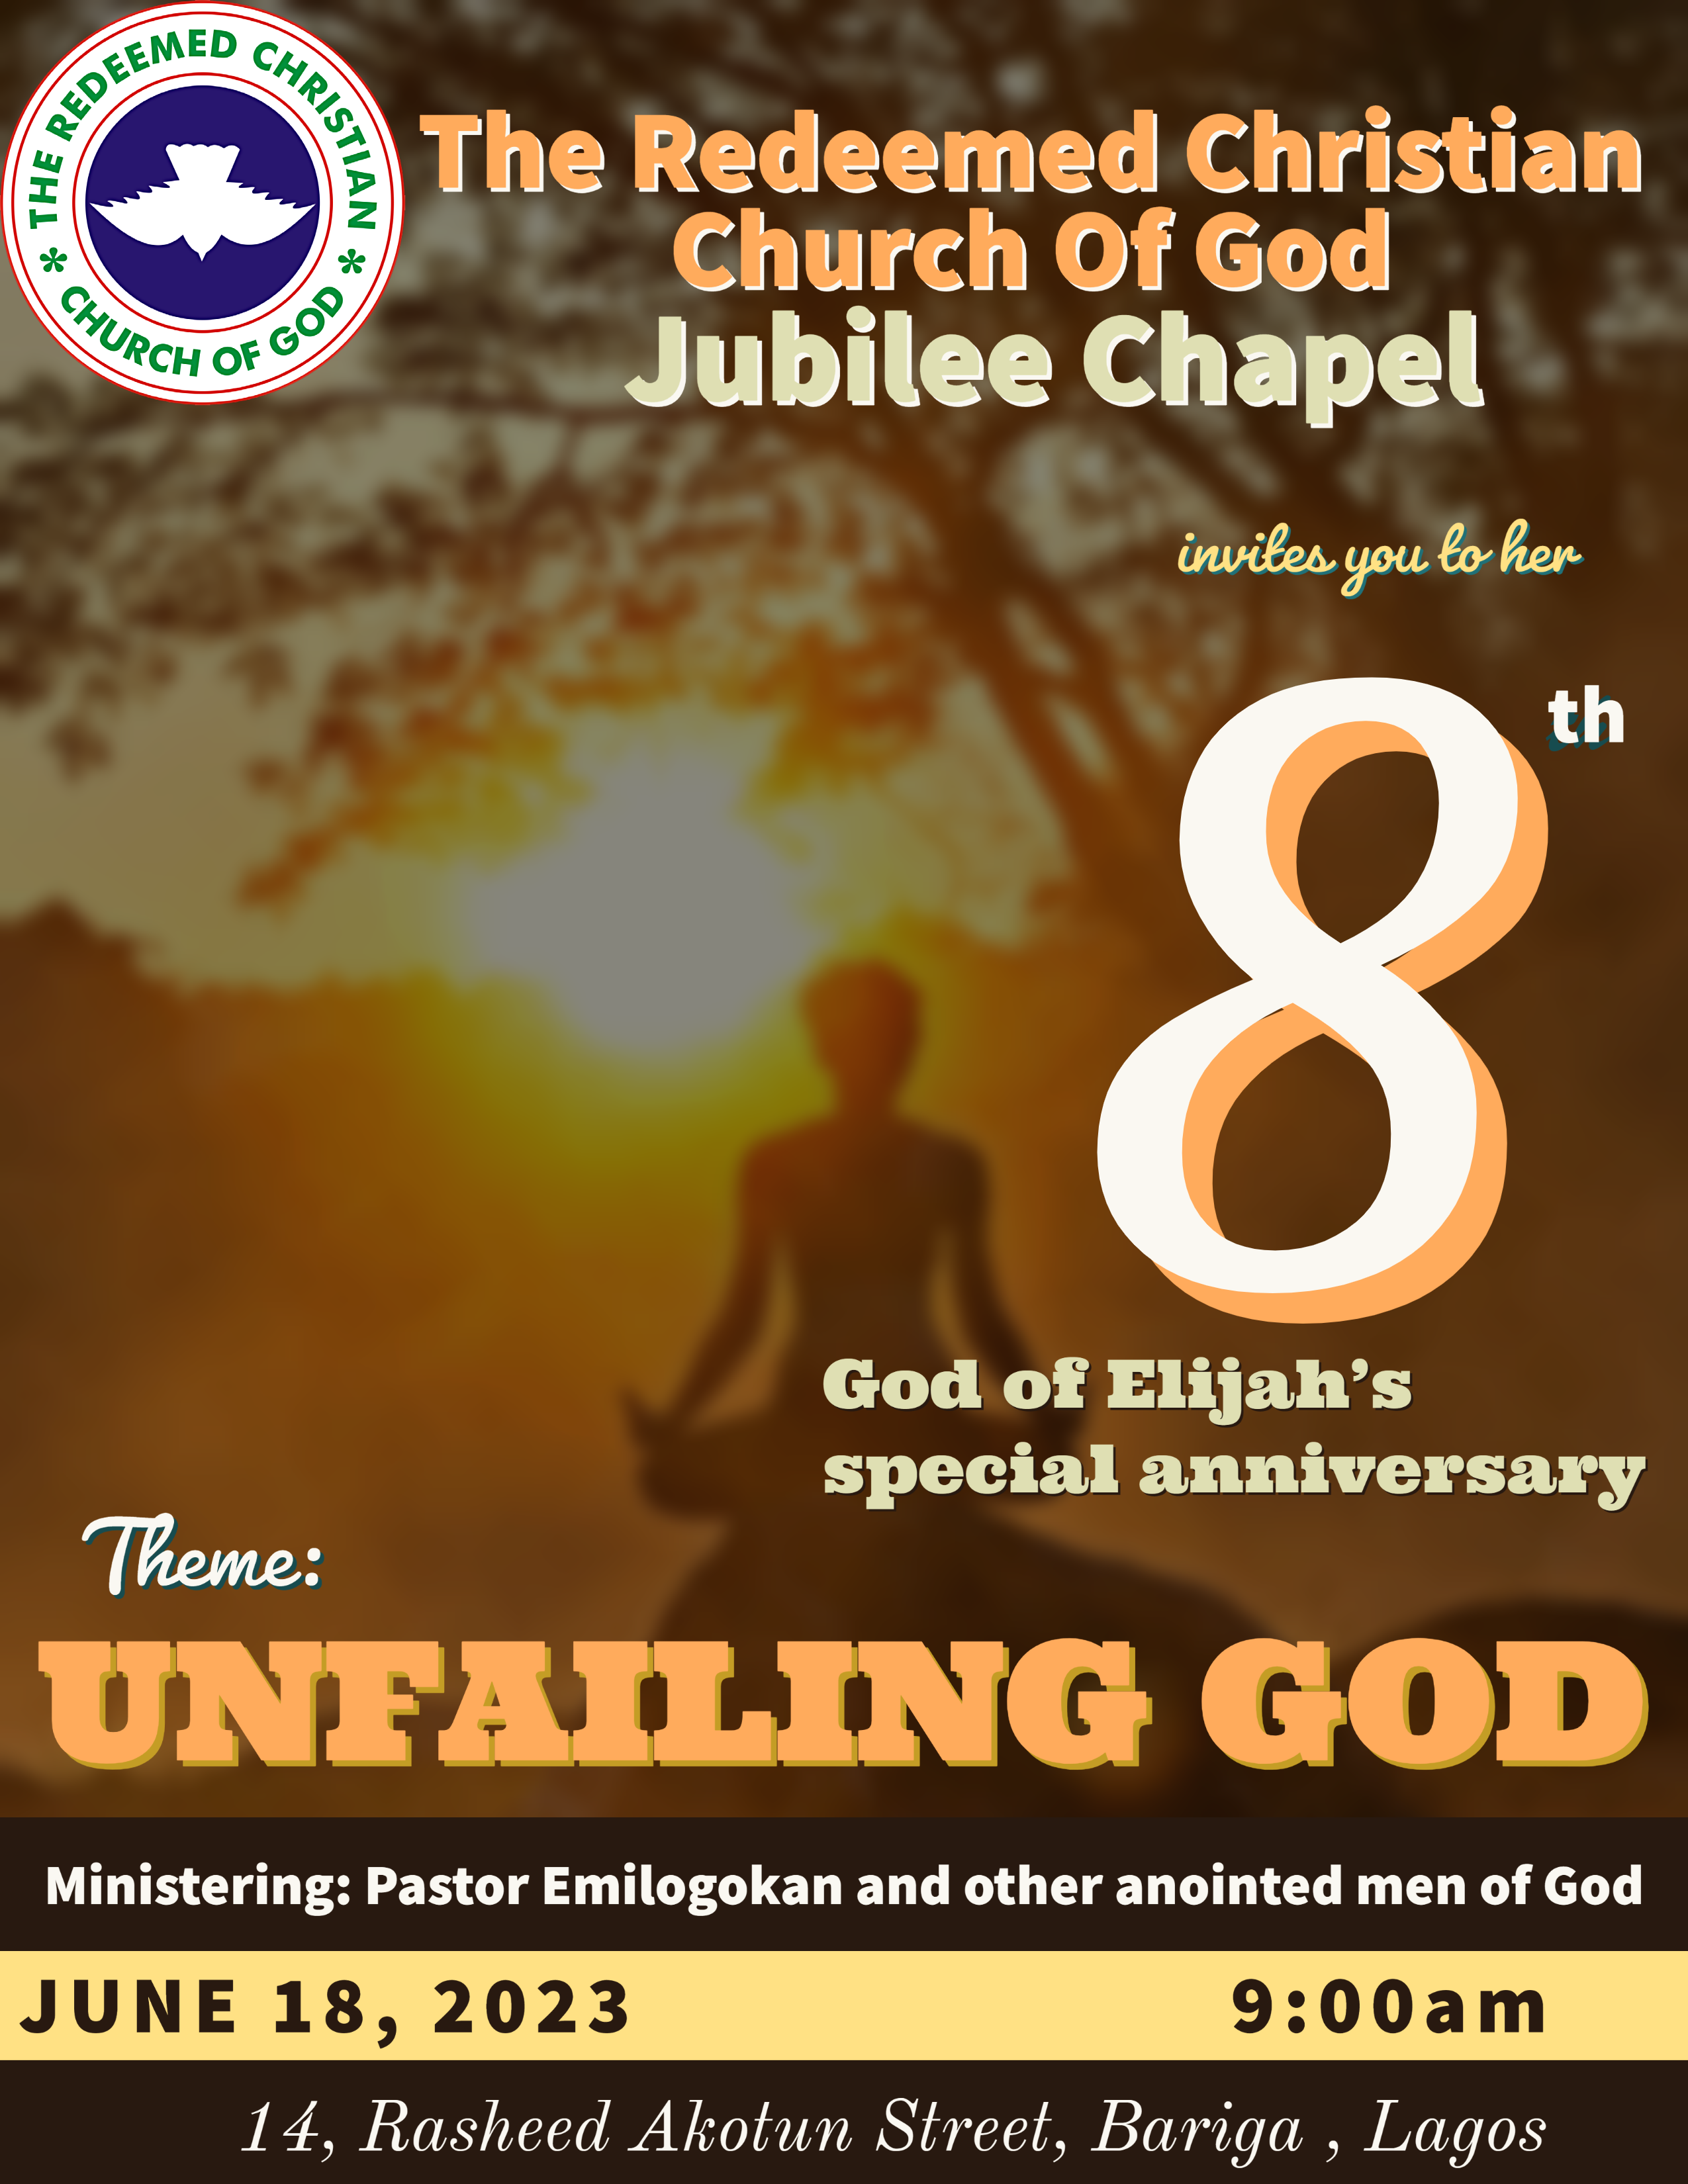 THE REDEEMED CHRISTIAN
* CHURCH OF GOD *
The Redeemed Christian
Church Of God
Jubilee Chapel
invites you to her
8th
God of Elijah’s
special anniversary
Theme:
UNFAILING GOD
Ministering: Pastor Emilogokan and other anointed men of God
JUNE 18, 2023 9:00am
14, Rasheed Akotun Street, Bariga , Lagos